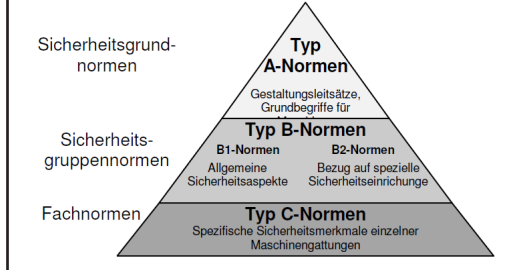 Sicherheitsgrund-
normen
Typ
A-Normen
Gestaltungsleitsätze,
Grundbegriffe für
Sicherheits-
gruppennormen
Typ B-Normen
B1-Normen
Allgemeine
Sicherheitsaspekte
B2-Normen
Bezug auf spezielle
Sicherheitseinrichunge
Fachnormen
Typ C-Normen
Spezifische Sicherheitsmerkmale einzelner
Maschinengattungen